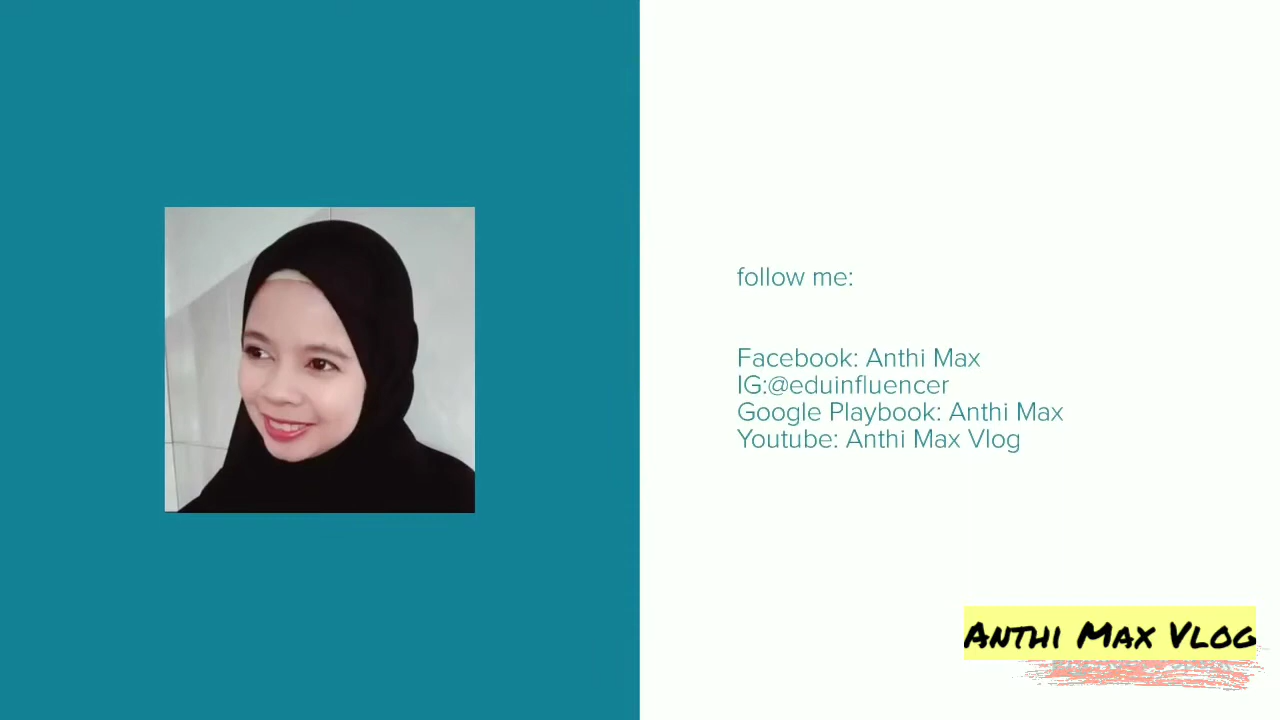 follow me:
Facebook: Anthi Max
IG:@eduinfluencer
Google Playbook: Anthi Max
Youtube: Anthi Max Vlog
Anthi Max Vlog